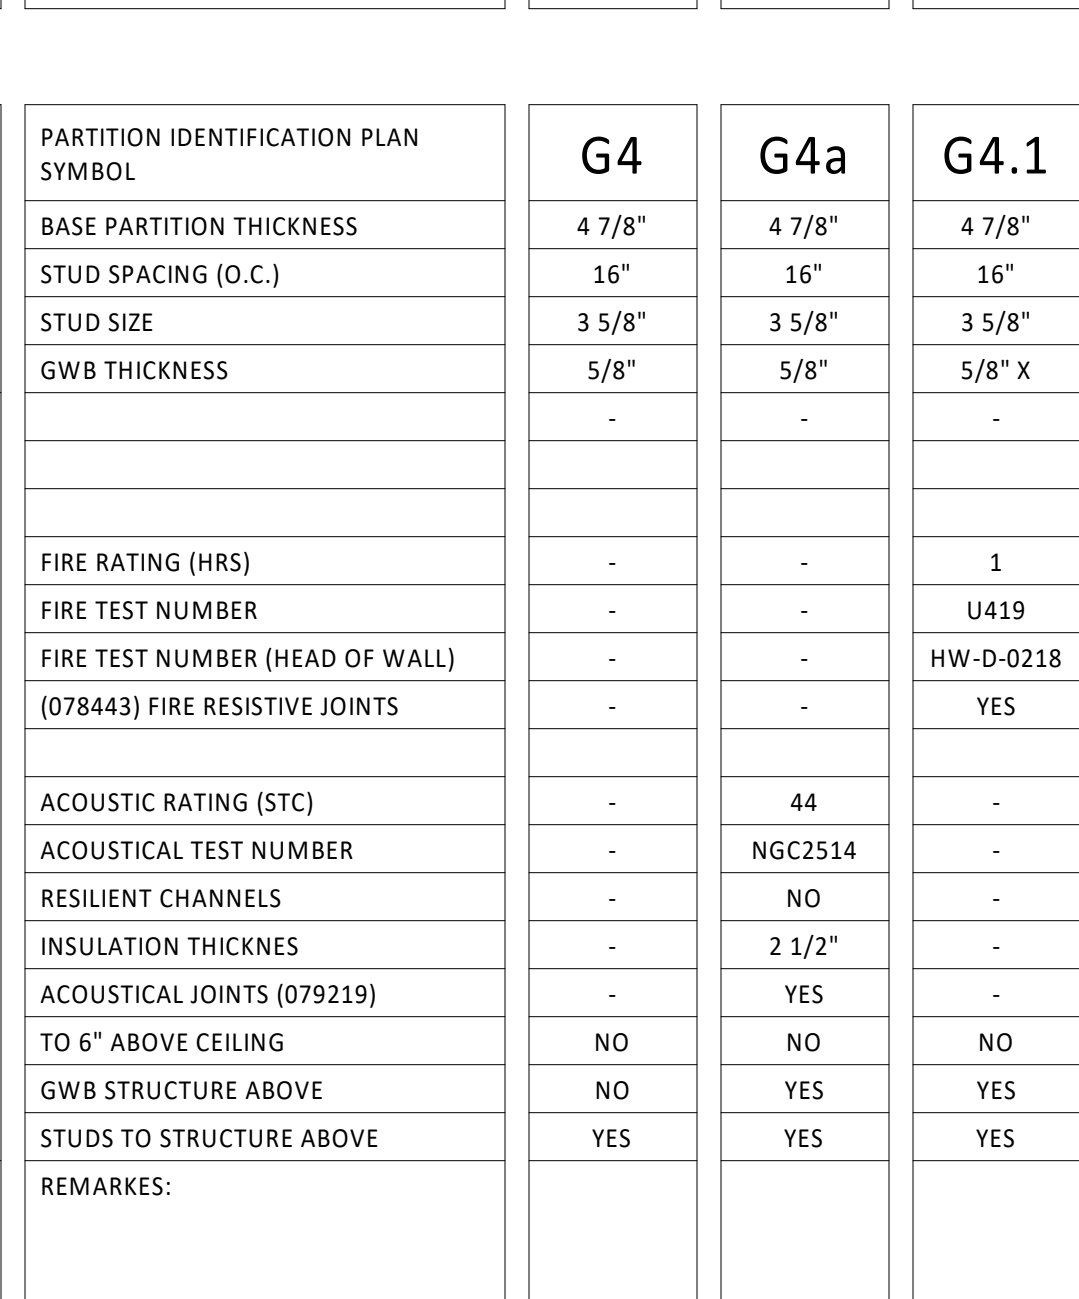 PARTITION IDENTIFICATION PLAN
SYMBOL G4 G4a G4.1
BASE PARTITION THICKNESS 4 7/8" 4 7/8" 4 7/8"
STUD SPACING (O.C.) 16" 16" 16"
STUD SIZE 3 5/8" 3 5/8" 3 5/8"
GWB THICKNESS 5/8" 5/8" 5/8" X
- - -
FIRE RATING (HRS) - - 1
FIRE TEST NUMBER - - U419
FIRE TEST NUMBER (HEAD OF WALL) - - HW-D-0218
(078443) FIRE RESISTIVE JOINTS - - YES
ACOUSTIC RATING (STC) - 44 -
ACOUSTICAL TEST NUMBER - NGC2514 -
RESILIENT CHANNELS - NO -
INSULATION THICKNES - 2 1/2" -
ACOUSTICAL JOINTS (079219) - YES -
TO 6" ABOVE CEILING NO NO NO
GWB STRUCTURE ABOVE NO YES YES
STUDS TO STRUCTURE ABOVE YES YES YES
REMARKES: